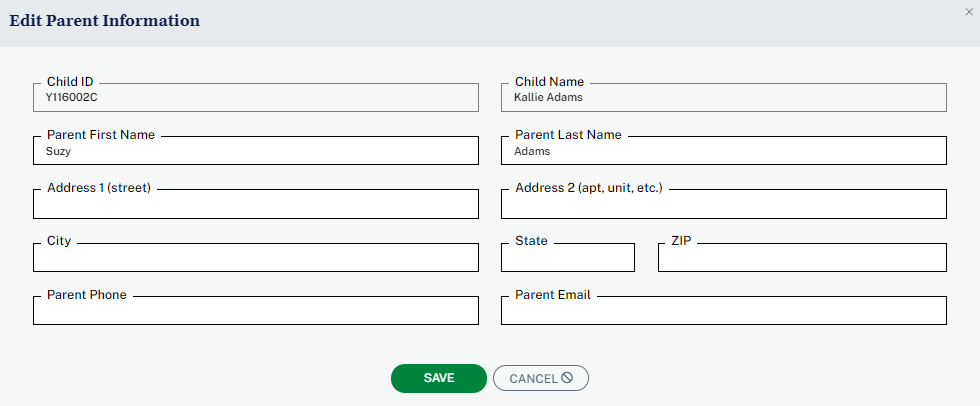 Edit Parent Information
Child ID
Y116002C
Child Name
Kallie Adams
Parent First Name
Suzy
Parent Last Name
Adams
Address 1 (street)
Address 2 (apt, unit, etc.)
City
State
ZIP
Parent Phone
Parent Email
SAVE
CANCEL